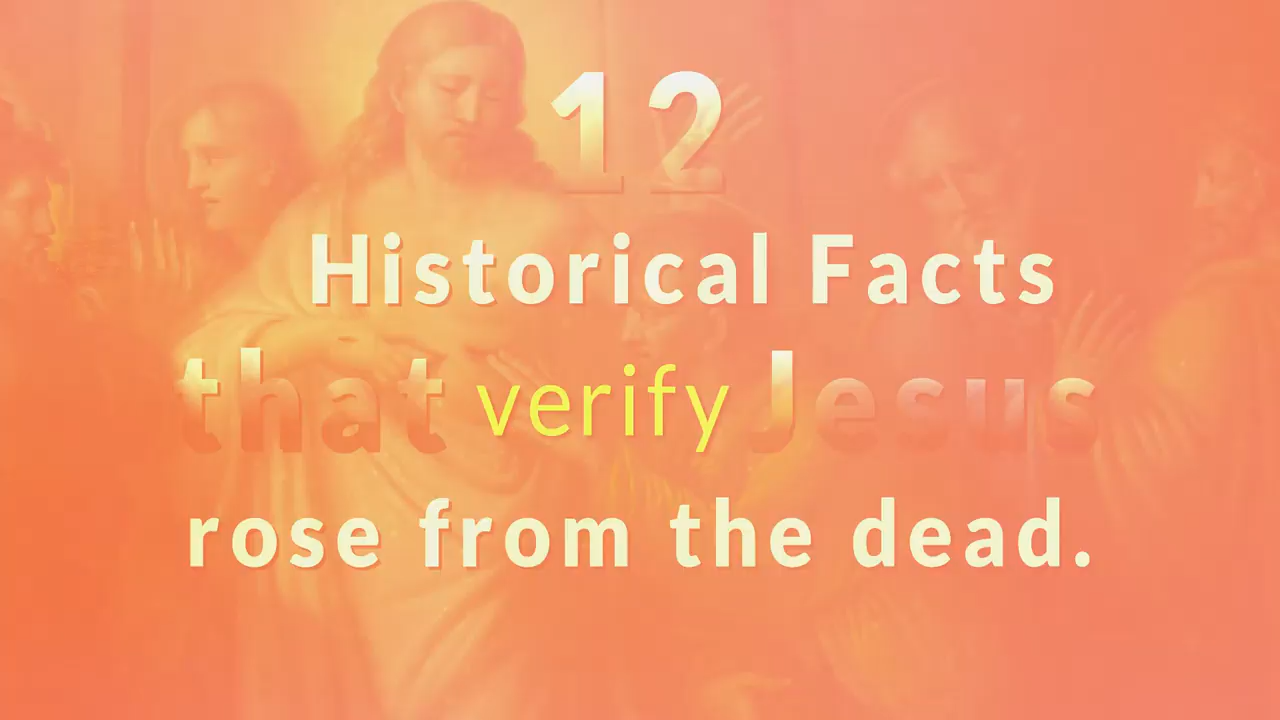 12
Historical Facts
that verify Jesus
rose from the dead.